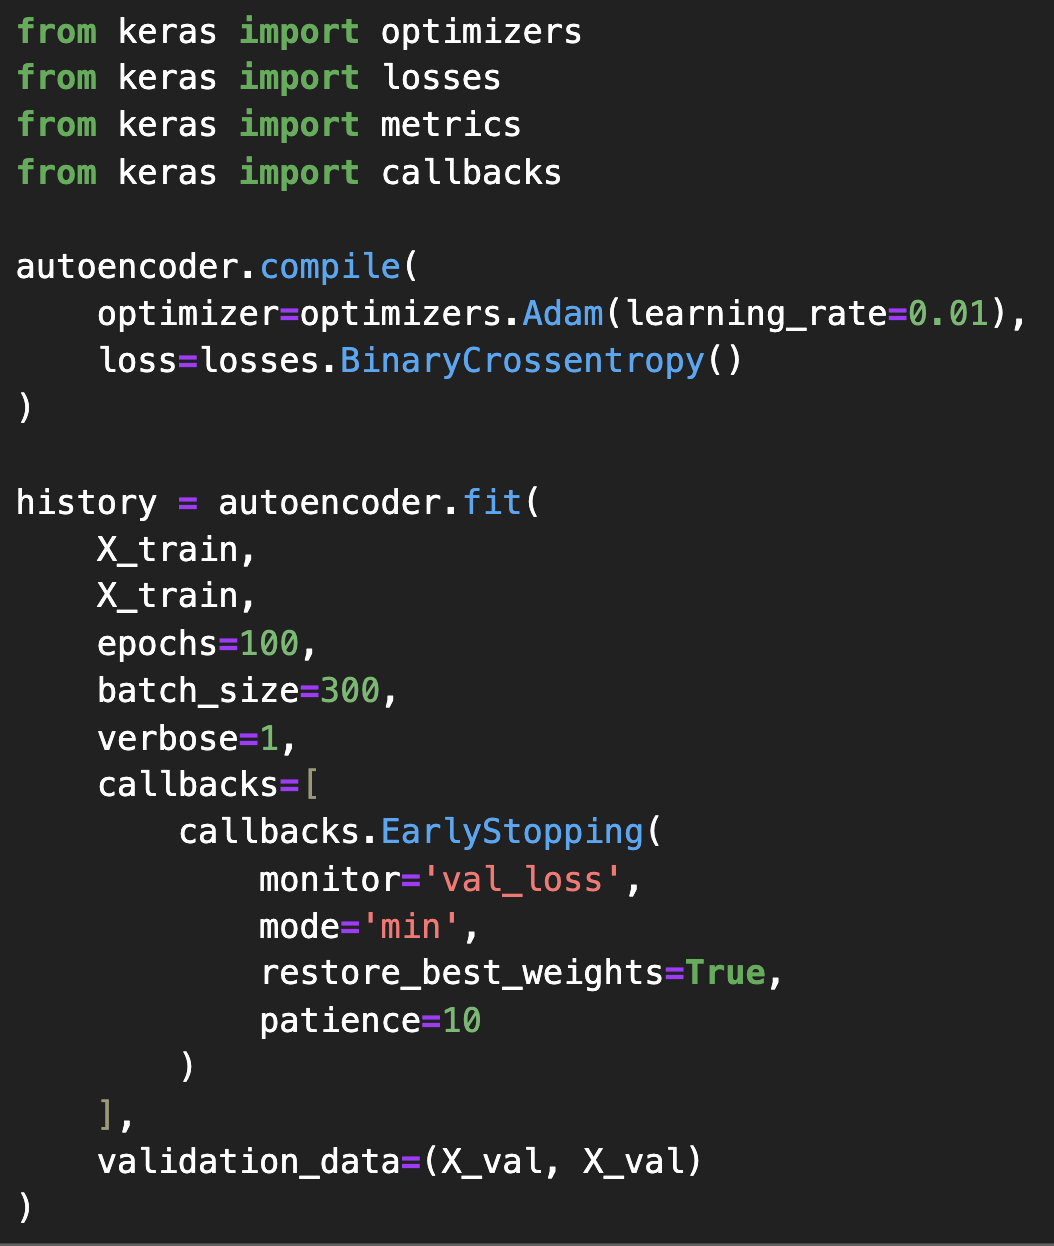 from keras import optimizers
from keras import losses
from keras import metrics
from keras import callbacks

autoencoder.compile(
    optimizer=optimizers.Adam(learning_rate=0.01),
    loss=losses.BinaryCrossentropy()
)

history = autoencoder.fit(
    X_train,
    X_train,
    epochs=100,
    batch_size=300,
    verbose=1,
    callbacks=[
        callbacks.EarlyStopping(
            monitor='val_loss',
            mode='min',
            restore_best_weights=True,
            patience=10
        )
    ],
    validation_data=(X_val, X_val)
)